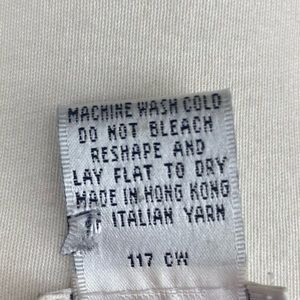 MACHINE WASH COLD
DO NOT BLEACH
RESHAPE AND
LAY FLAT TO DRY
MADE IN HONG KONG
OF ITALIAN YARN
117 CW